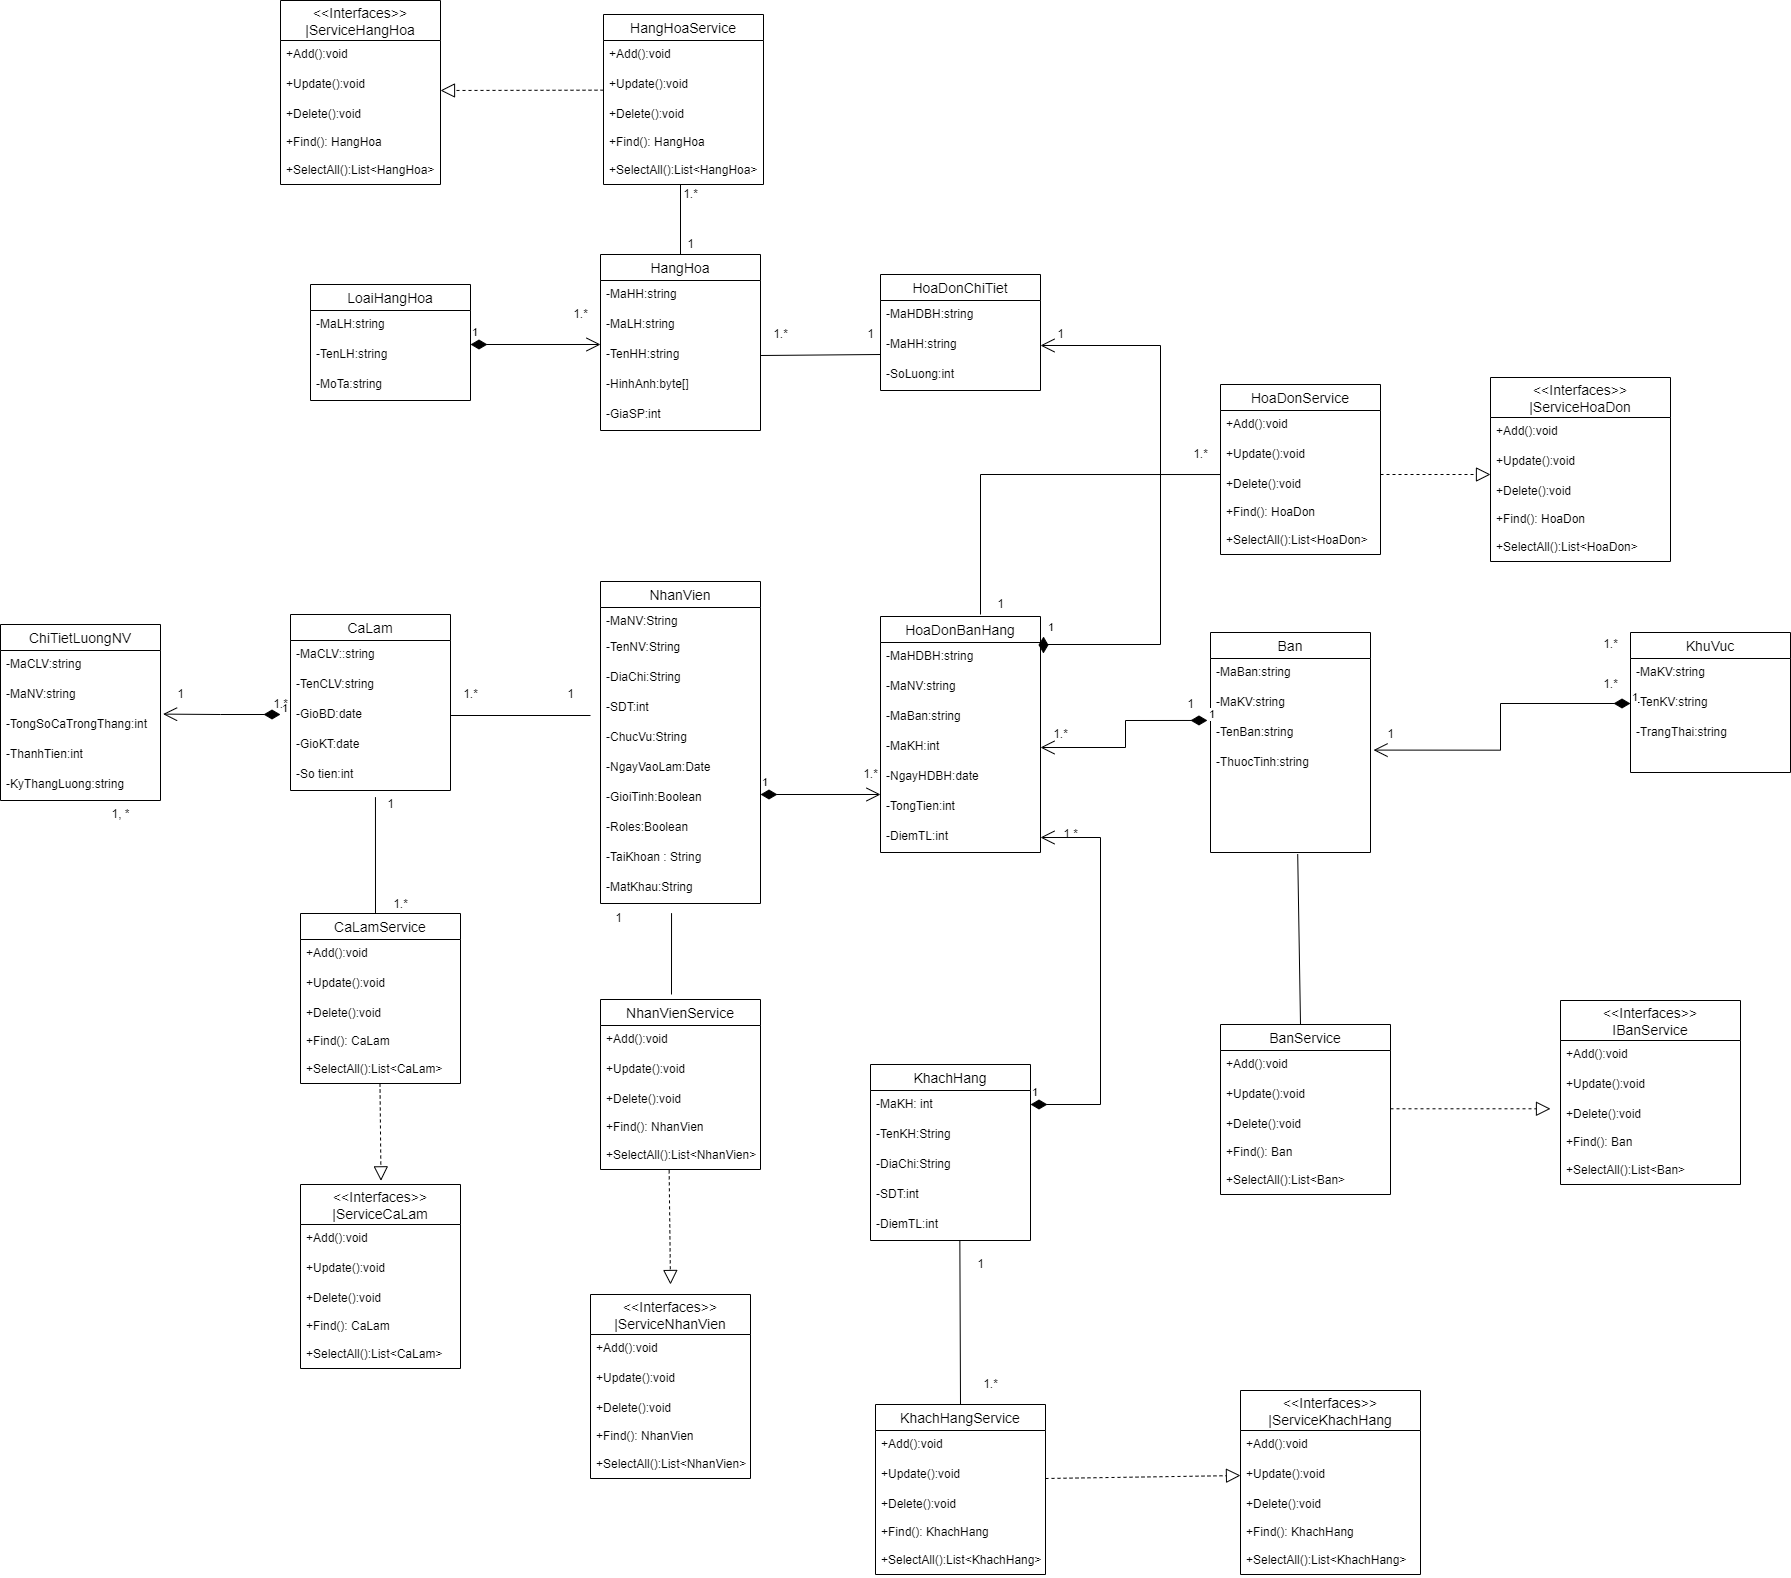 <<Interfaces>>
|ServiceHangHoa
+Add():void
+Update():void
+Delete():void
+Find(): HangHoa
+SelectAll():List<HangHoa>
HangHoaService
+Add():void
+Update():void
+Delete():void
+Find(): HangHoa
+SelectAll():List<HangHoa>
1.*
1
LoaiHangHoa
-MaLH:string
-TenLH:string
-MoTa:string
1
1.*
HangHoa
-MaHH:string
-MaLH:string
-TenHH:string
-HinhAnh:byte[]
-GiaSP:int
1.*
1
HoaDonChiTiet
-MaHDBH:string
-MaHH:string
-SoLuong:int
1
HoaDonService
+Add():void
+Update():void
+Delete():void
+Find(): HoaDon
+SelectAll():List<HoaDon>
1.*
1
<<Interfaces>>
|ServiceHoaDon
+Add():void
+Update():void
+Delete():void
+Find(): HoaDon
+SelectAll():List<HoaDon>
ChiTietLuongNV
-MaCLV:string
-MaNV:string
-TongSoCaTrongThang:int
-ThanhTien:int
-KyThangLuong:string
1, *
1
1.*
1
CaLam
-MaCLV::string
-TenCLV:string
-GioBD:date
-GioKT:date
-So tien:int
1.*
1
1
1.*
NhanVien
-MaNV:String
-TenNV:String
-DiaChi:String
-SDT:int
-ChucVu:String
-NgayVaoLam:Date
-GioiTinh:Boolean
-Roles:Boolean
-TaiKhoan : String
-MatKhau:String
1
1
1.*
HoaDonBanHang
-MaHDBH:string
-MaNV:string
-MaBan:string
-MaKH:int
-NgayHDBH:date
-TongTien:int
-DiemTL:int
1
1.*
1.*
1
1
Ban
-MaBan:string
-MaKV:string
-TenBan:string
-ThuocTinh:string
1
1.*
1.*
1
KhuVuc
-MaKV:string
-TenKV:string
-TrangThai:string
CaLamService
+Add():void
+Update():void
+Delete():void
+Find(): CaLam
+SelectAll():List<CaLam>
<<Interfaces>>
|ServiceCaLam
+Add():void
+Update():void
+Delete():void
+Find(): CaLam
+SelectAll():List<CaLam>
NhanVienService
+Add():void
+Update():void
+Delete():void
+Find(): NhanVien
+SelectAll():List<NhanVien>
<<Interfaces>>
|ServiceNhanVien
+Add():void
+Update():void
+Delete():void
+Find(): NhanVien
+SelectAll():List<NhanVien>
KhachHang
-MaKH: int
-TenKH:String
-DiaChi:String
-SDT:int
-DiemTL:int
1
1
1.*
KhachHangService
+Add():void
+Update():void
+Delete():void
+Find(): KhachHang
+SelectAll():List<KhachHang>
<<Interfaces>>
|ServiceKhachHang
+Add():void
+Update():void
+Delete():void
+Find(): KhachHang
+SelectAll():List<KhachHang>
BanService
+Add():void
+Update():void
+Delete():void
+Find(): Ban
+SelectAll():List<Ban>
<<Interfaces>>
IBanService
+Add():void
+Update():void
+Delete():void
+Find(): Ban
+SelectAll():List<Ban>